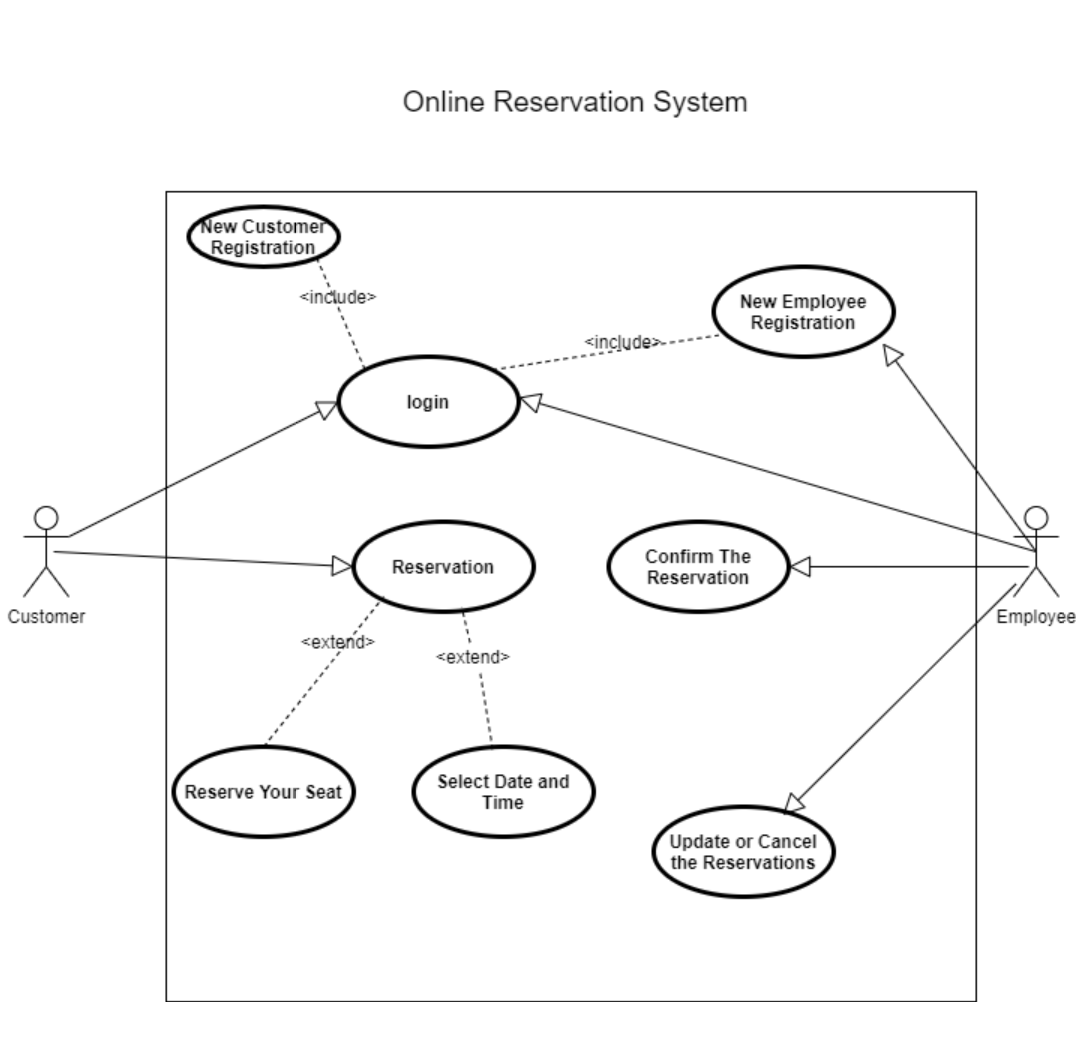 Online Reservation System
New Customer
Registration
<include>
New Employee
Registration
<include>
login
Reservation
Confirm The
Reservation
Customer
Employee
<extend>
<extend>
Reserve Your Seat
Select Date and
Time
Update or Cancel
the Reservations